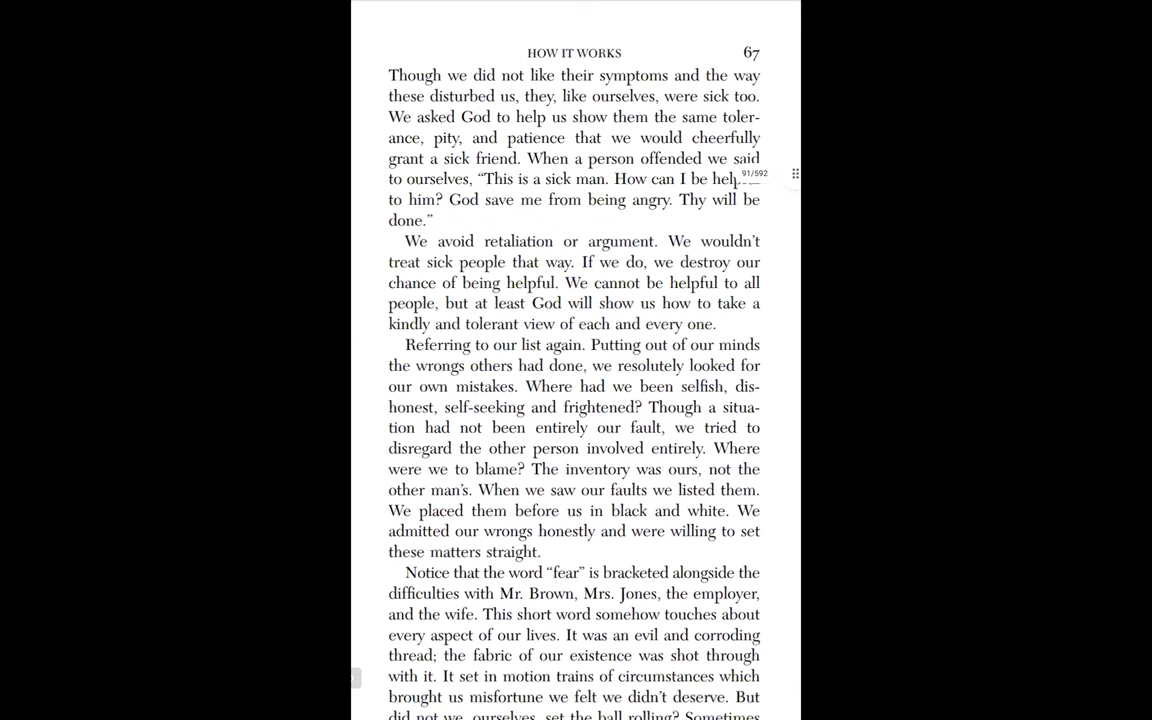 HOW IT WORKS 67
Though we did not like their symptoms and the way
these disturbed us, they, like ourselves, were sick too.
We asked God to help us show them the same toler-
ance, pity, and patience that we would cheerfully
grant a sick friend. When a person offended we said
to ourselves, “This is a sick man. How can I be help
91/592
to him? God save me from being angry. Thy will be
done.”
We avoid retaliation or argument. We wouldn’t
treat sick people that way. If we do, we destroy our
chance of being helpful. We cannot be helpful to all
people, but at least God will show us how to take a
kindly and tolerant view of each and every one.
Referring to our list again. Putting out of our minds
the wrongs others had done, we resolutely looked for
our own mistakes. Where had we been selfish, dis-
honest, self-seeking and frightened? Though a situa-
tion had not been entirely our fault, we tried to
disregard the other person involved entirely. Where
were we to blame? The inventory was ours, not the
other man’s. When we saw our faults we listed them.
We placed them before us in black and white. We
admitted our wrongs honestly and were willing to set
these matters straight.
Notice that the word “fear” is bracketed alongside the
difficulties with Mr. Brown, Mrs. Jones, the employer,
and the wife. This short word somehow touches about
every aspect of our lives. It was an evil and corroding
thread; the fabric of our existence was shot through
with it. It set in motion trains of circumstances which
brought us misfortune we felt we didn’t deserve. But
did not we, ourselves, set the ball rolling? Sometimes